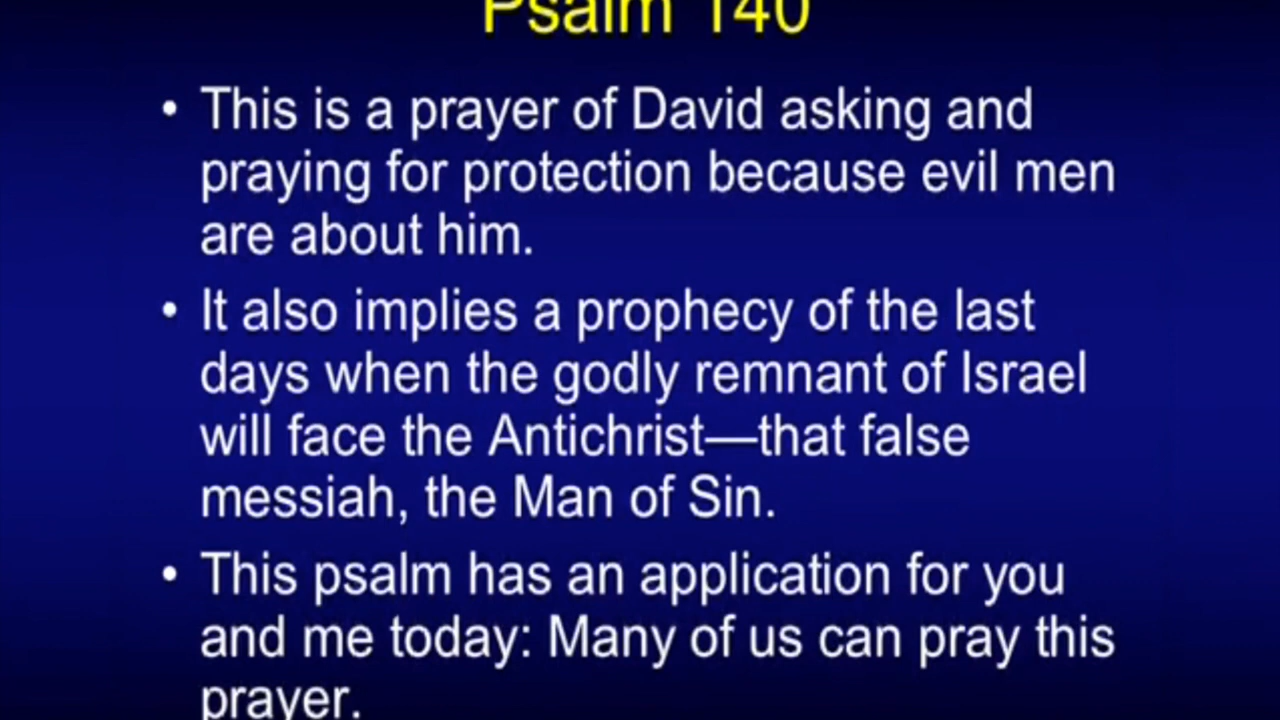 Psalm 140
• This is a prayer of David asking and
praying for protection because evil men
are about him.
• It also implies a prophecy of the last
days when the godly remnant of Israel
will face the Antichrist—that false
messiah, the Man of Sin.
• This psalm has an application for you
and me today: Many of us can pray this
prayer.